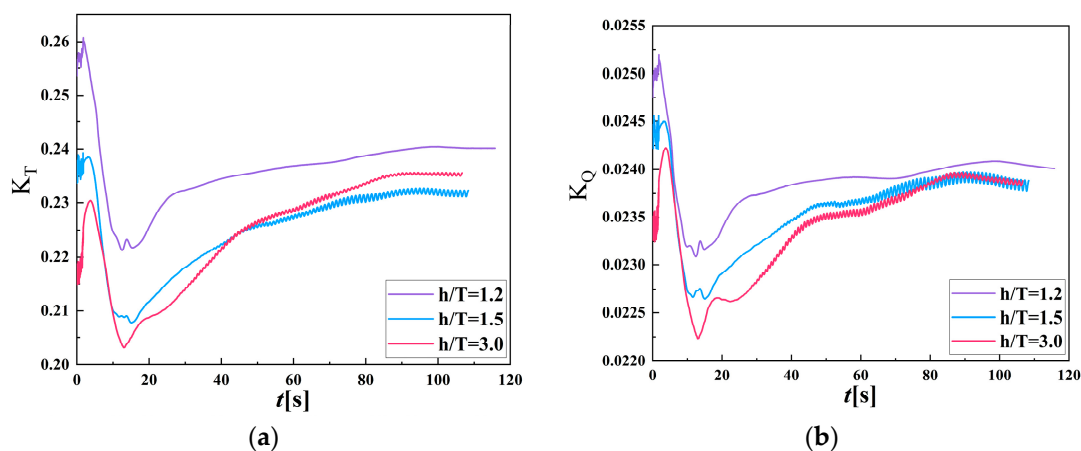 0.26
0.25
0.24
0.23
0.22
0.21
0.20
K_T
0 20 40 60 80 100 120
t[s]
h/T=1.2
h/T=1.5
h/T=3.0
(a)
0.0255
0.0250
0.0245
0.0240
0.0235
0.0230
0.0225
0.0220
K_Q
0 20 40 60 80 100 120
t[s]
h/T=1.2
h/T=1.5
h/T=3.0
(b)